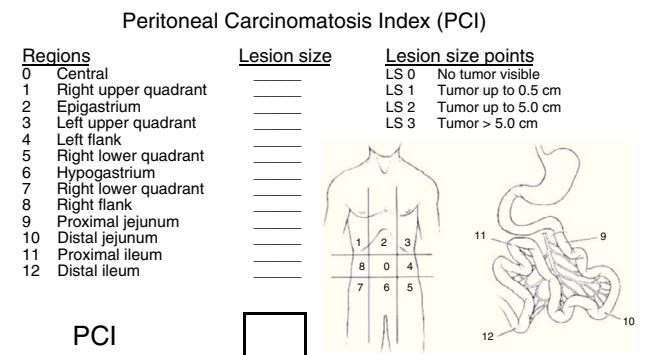 Peritoneal Carcinomatosis Index (PCI)
Regions
0 Central
1 Right upper quadrant
2 Epigastrium
3 Left upper quadrant
4 Left flank
5 Right lower quadrant
6 Hypogastrium
7 Right lower quadrant
8 Right flank
9 Proximal jejunum
10 Distal jejunum
11 Proximal ileum
12 Distal ileum
PCI
Lesion size
Lesion size points
LS 0 No tumor visible
LS 1 Tumor up to 0.5 cm
LS 2 Tumor up to 5.0 cm
LS 3 Tumor > 5.0 cm
1 2 3
8 0 4
7 6 5
11
9
10
12